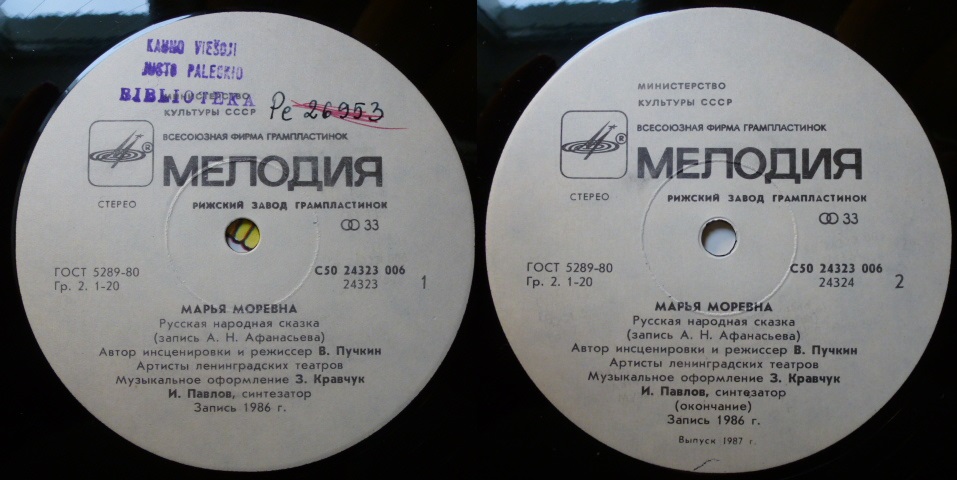 KAUNO VIEŠOJI
JUSTO PALECKIO
BIBLIOTEKA
МИНИСТЕРСТВО
КУЛЬТУРЫ СССР
Pe 26953
ВСЕСОЮЗНАЯ ФИРМА ГРАМПЛАСТИНОК
®
МЕЛОДИЯ
СТЕРЕО
РИЖСКИЙ ЗАВОД ГРАМПЛАСТИНОК
33
ГОСТ 5289-80
Гр. 2. 1-20
С50 24323 006
24323
1
МАРЬЯ МОРЕВНА
Русская народная сказка
(запись А. Н. Афанасьева)
Автор инсценировки и режиссер В. Пучкин
Артисты ленинградских театров
Музыкальное оформление З. Кравчук
И. Павлов, синтезатор
Запись 1986 г.
МИНИСТЕРСТВО
КУЛЬТУРЫ СССР
ВСЕСОЮЗНАЯ ФИРМА ГРАМПЛАСТИНОК
®
МЕЛОДИЯ
СТЕРЕО
РИЖСКИЙ ЗАВОД ГРАМПЛАСТИНОК
33
ГОСТ 5289-80
Гр. 2. 1-20
С50 24323 006
24324
2
МАРЬЯ МОРЕВНА
Русская народная сказка
(запись А. Н. Афанасьева)
Автор инсценировки и режиссер В. Пучкин
Артисты ленинградских театров
Музыкальное оформление З. Кравчук
И. Павлов, синтезатор
(окончание)
Запись 1986 г.
Выпуск 1987 г.